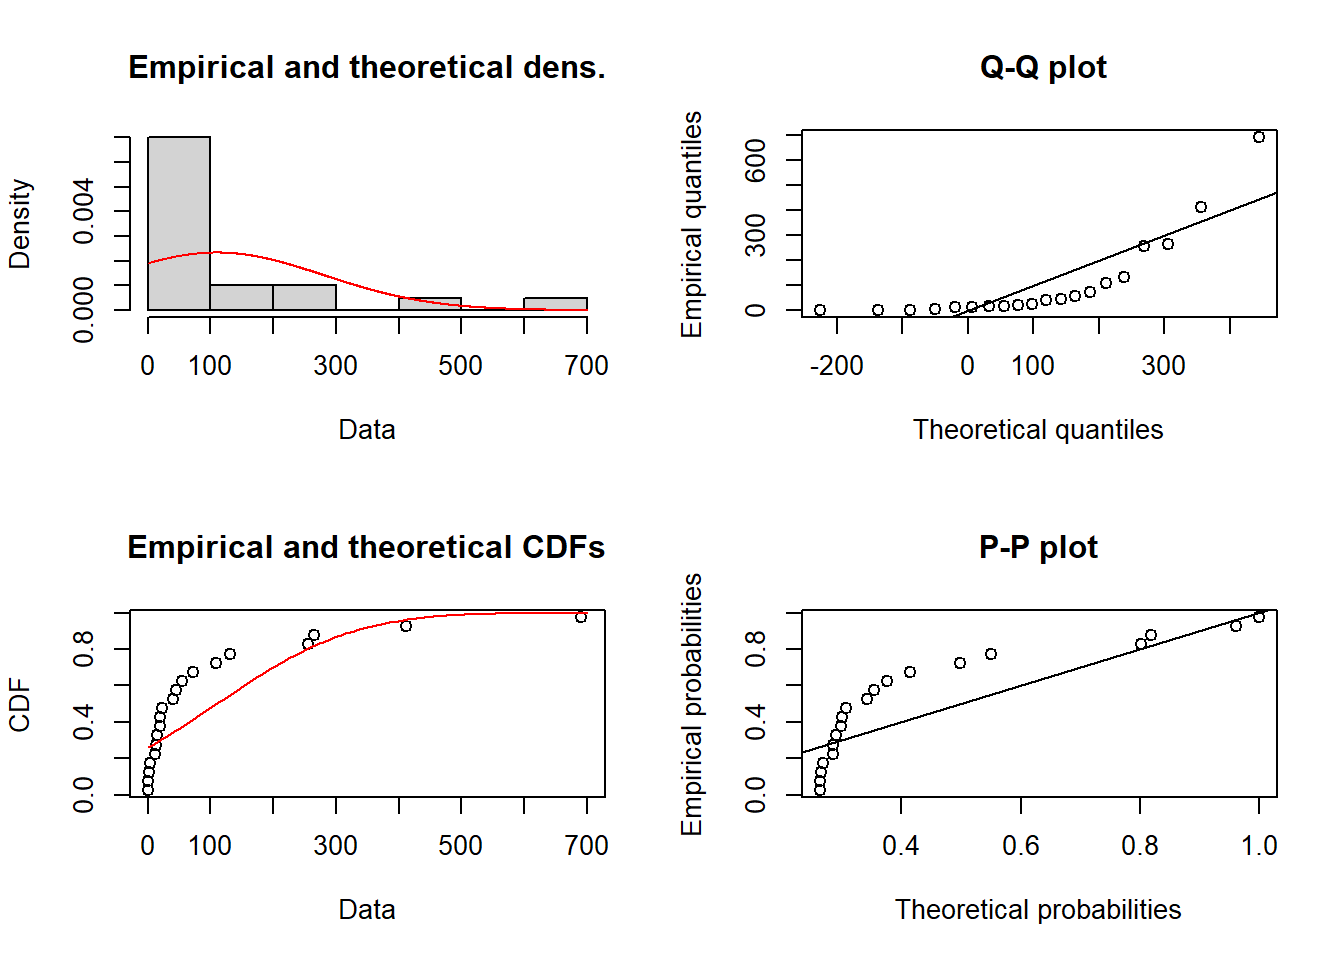 Empirical and theoretical dens.
Density
0.000
0.004
0
100
300
500
700
Data
Q-Q plot
Empirical quantiles
0
300
600
-200
0
100
300
Theoretical quantiles
Empirical and theoretical CDFs
CDF
0.0
0.4
0.8
0
100
300
500
700
Data
P-P plot
Empirical probabilities
0.0
0.4
0.8
0.4
0.6
0.8
1.0
Theoretical probabilities